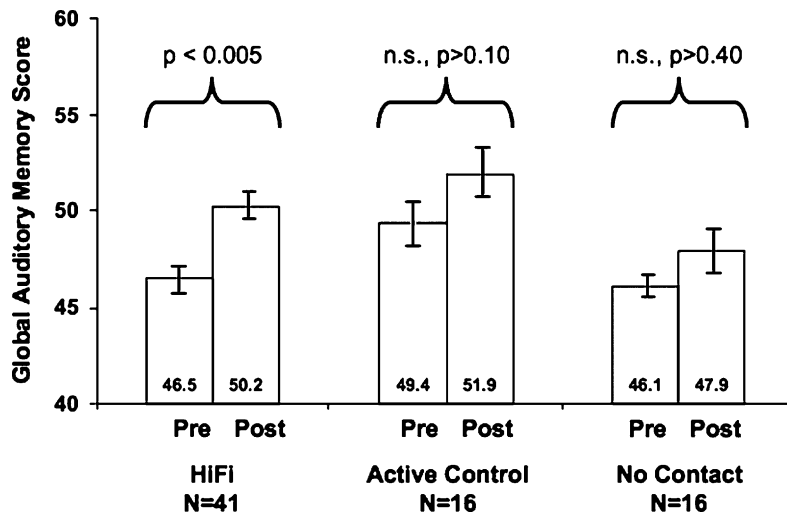 60
55
50
45
40
Global Auditory Memory Score
p < 0.005
n.s., p>0.10
n.s., p>0.40
46.5 50.2 49.4 51.9 46.1 47.9
Pre Post Pre Post Pre Post
HiFi Active Control No Contact
N=41 N=16 N=16